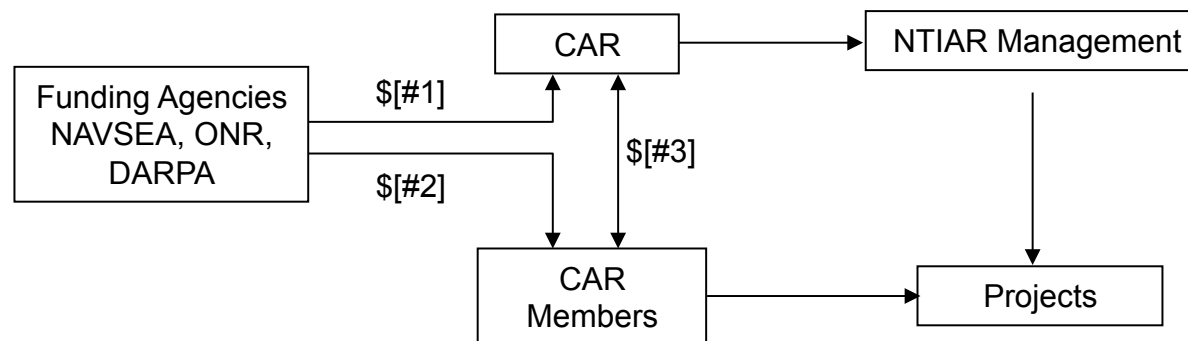 CAR
NTIAR Management
Funding Agencies
NAVSEA, ONR,
DARPA
$[#1]
$[#2]
$[#3]
CAR
Members
Projects